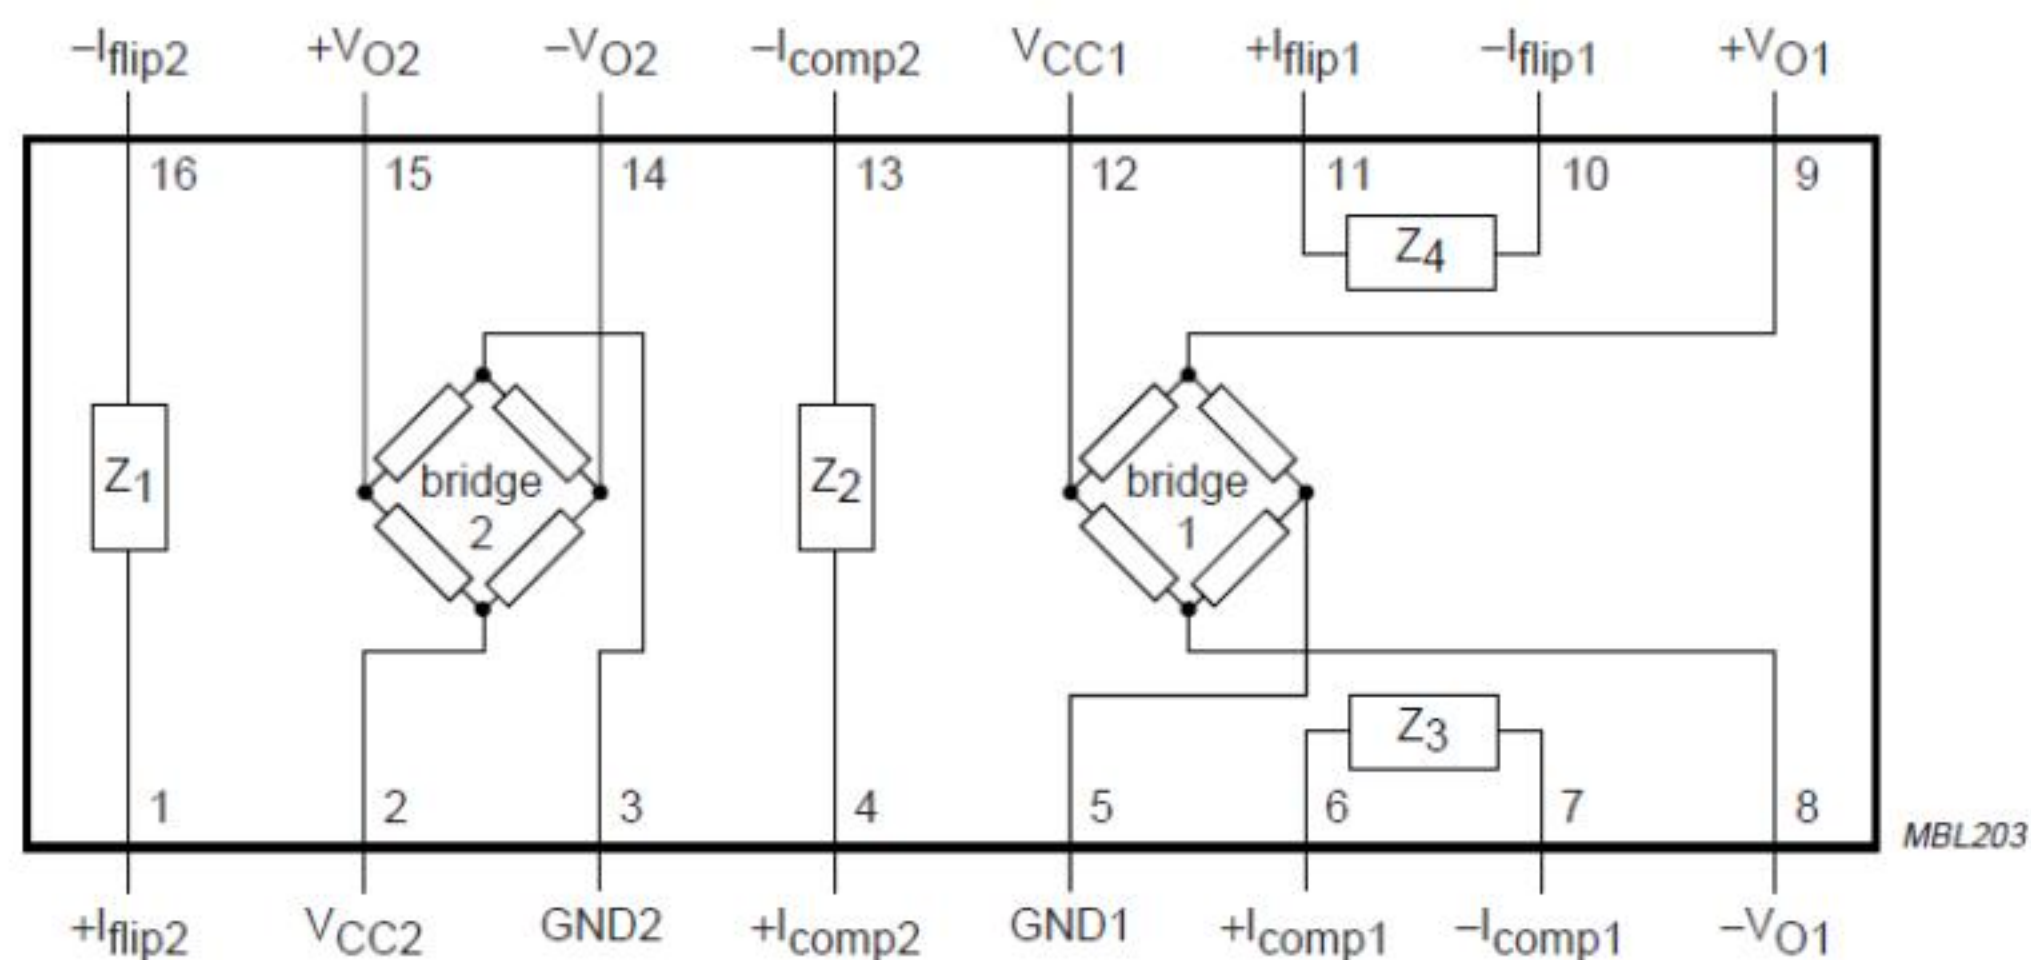 –Iflip2 +VO2 –VO2 –Icomp2 VCC1 +Iflip1 –Iflip1 +VO1
16 15 14 13 12 11 10 9
Z4
Z1 bridge Z2 bridge
2 1
Z3
1 2 3 4 5 6 7 8
MBL203
+Iflip2 VCC2 GND2 +Icomp2 GND1 +Icomp1 –Icomp1 –VO1